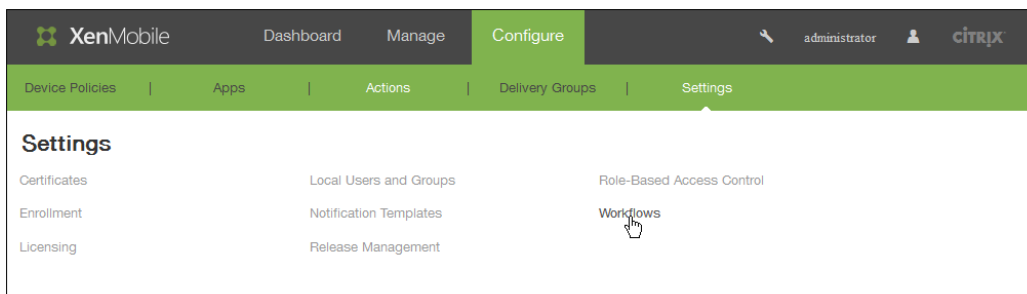 XenMobile Dashboard Manage Configure administrator CITRIX
Device Policies | Apps | Actions | Delivery Groups | Settings
Settings
Certificates Local Users and Groups Role-Based Access Control
Enrollment Notification Templates Workflows
Licensing Release Management